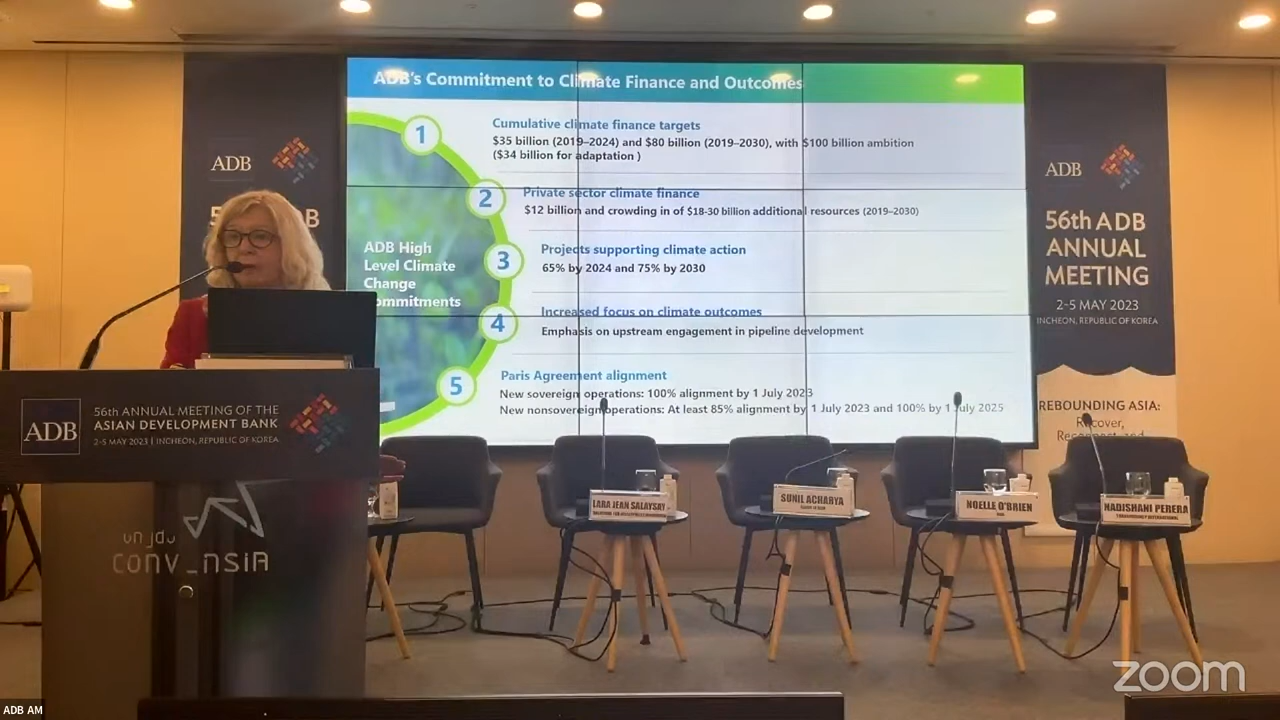 ADB's Commitment to Climate Finance and Outcomes
1
Cumulative climate finance targets
$35 billion (2019–2024) and $80 billion (2019–2030), with $100 billion ambition
($34 billion for adaptation )
2
Private sector climate finance
$12 billion and crowding in of $18-30 billion additional resources (2019–2030)
ADB High
Level Climate
Change
ommitments
3
Projects supporting climate action
65% by 2024 and 75% by 2030
4
Increased focus on climate outcomes
Emphasis on upstream engagement in pipeline development
5
Paris Agreement alignment
New sovereign operations: 100% alignment by 1 July 2023
New nonsovereign operations: At least 85% alignment by 1 July 2023 and 100% by 1 July 2025
ADB
ADB
56th ADB
ANNUAL
MEETING
2-5 MAY 2023
INCHEON, REPUBLIC OF KOREA
REBOUNDING ASIA:
Recover,
Reconnect, and
ADB
56th ANNUAL MEETING OF THE
ASIAN DEVELOPMENT BANK
2-5 MAY 2023 | INCHEON, REPUBLIC OF KOREA
CONV_NSIA
LARA JEAN SALAYSAY
SUNIL ACHARYA
NOELLE O'BRIEN
NADISHANI PERERA
TRANSPARENCY INTERNATIONAL
zoom
ADB AM